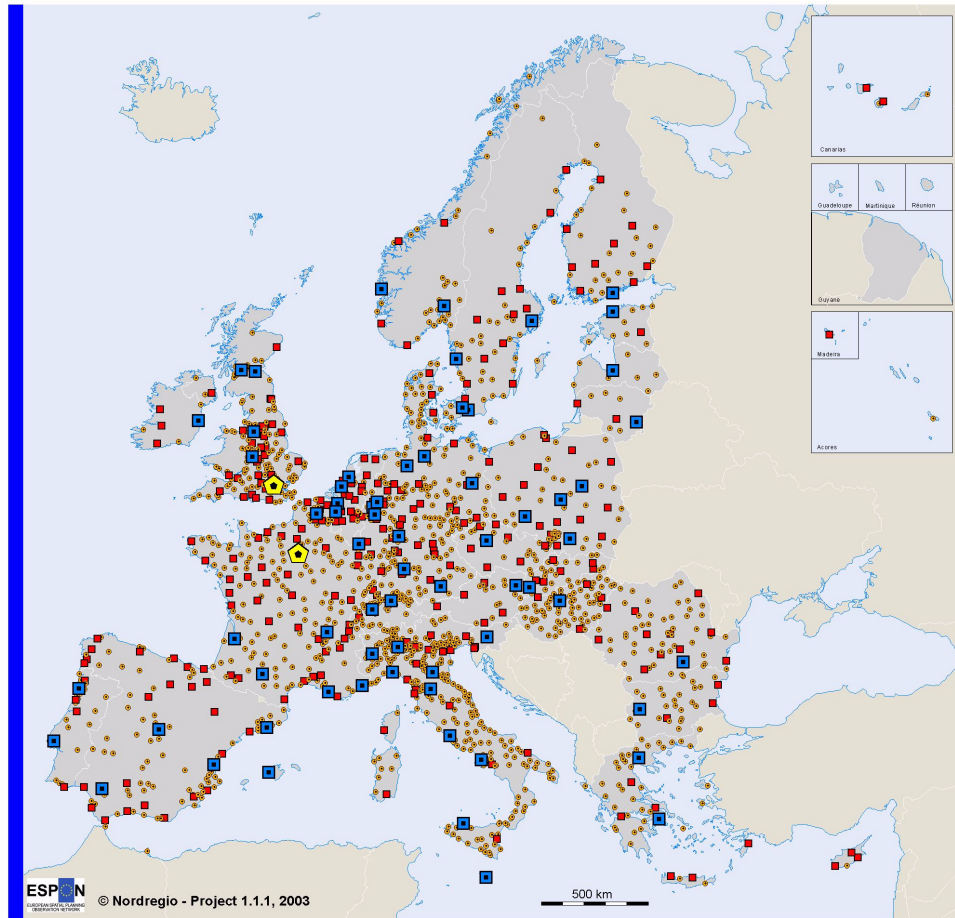 Canarias
Guadeloupe
Martinique
Réunion
Guyane
Madeira
Acores
ESPON
EUROPEAN SPATIAL PLANNING
OBSERVATION NETWORK
© Nordregio - Project 1.1.1, 2003
500 km